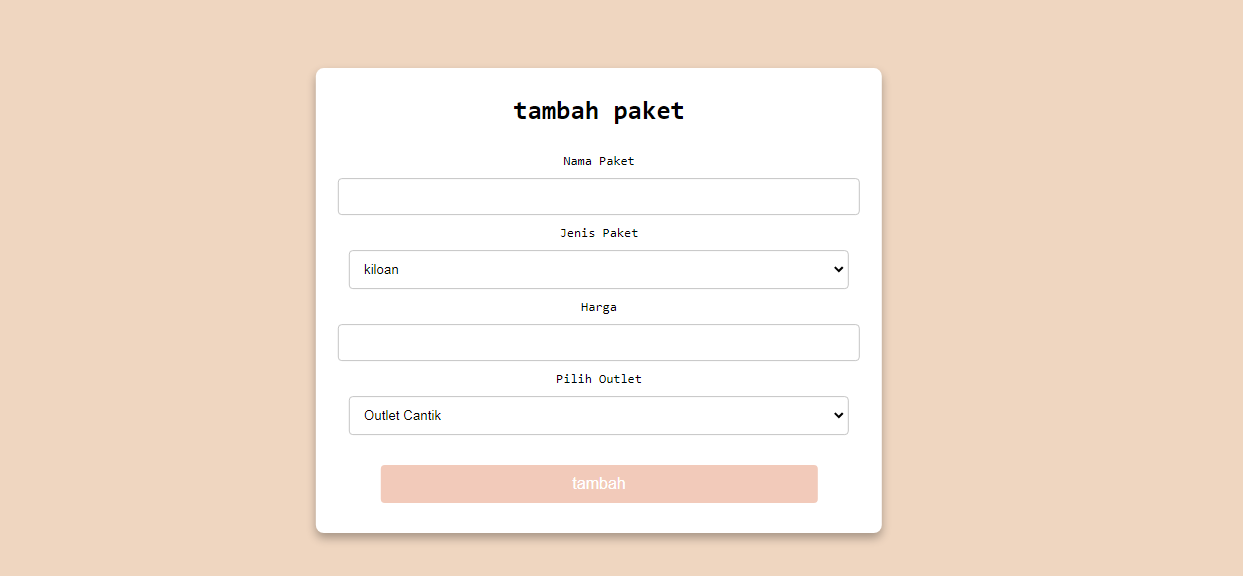 tambah paket
Nama Paket
Jenis Paket
kiloan
Harga
Pilih Outlet
Outlet Cantik
tambah